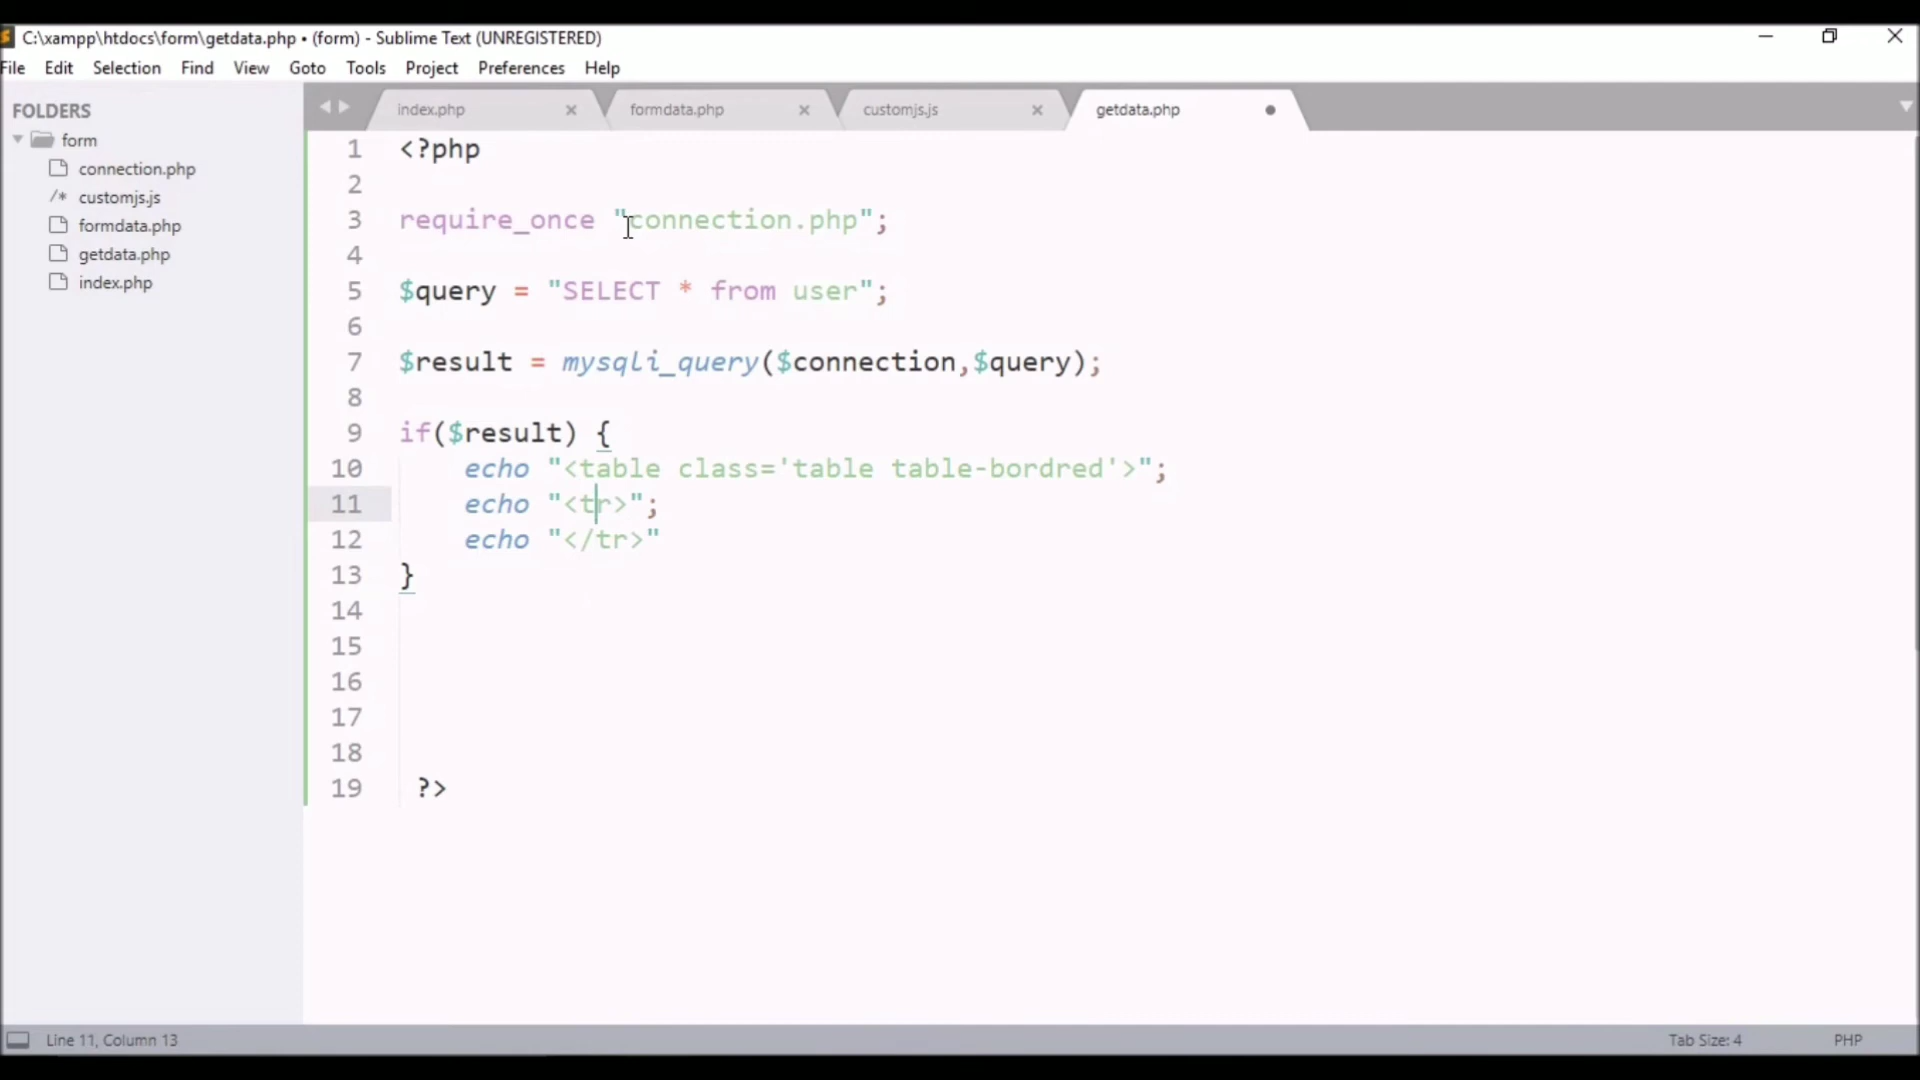 C:\xampp\htdocs\form\getdata.php • (form) - Sublime Text (UNREGISTERED)
File Edit Selection Find View Goto Tools Project Preferences Help
FOLDERS
form
connection.php
/* customjs.js
formdata.php
getdata.php
index.php
index.php formdata.php customjs.js getdata.php
1 <?php
2
3 require_once "connection.php";
4
5 $query = "SELECT * from user";
6
7 $result = mysqli_query($connection,$query);
8
9 if($result) {
10 echo "<table class='table table-bordred'>";
11 echo "<tr>";
12 echo "</tr>"
13 }
14
15
16
17
18
19 ?>
Line 11, Column 13 Tab Size: 4 PHP